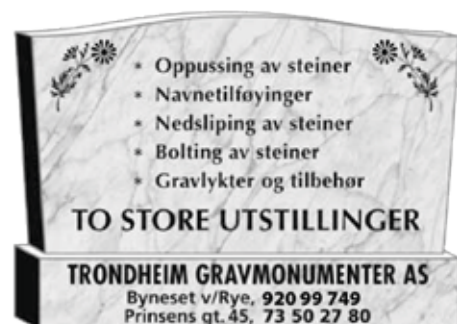 * Oppussing av steiner
* Navnetilføyinger
* Nedsliping av steiner
* Bolting av steiner
* Gravlykter og tilbehør
TO STORE UTSTILLINGER
TRONDHEIM GRAVMONUMENTER AS
Byneset v/Rye, 920 99 749
Prinsens gt. 45, 73 50 27 80